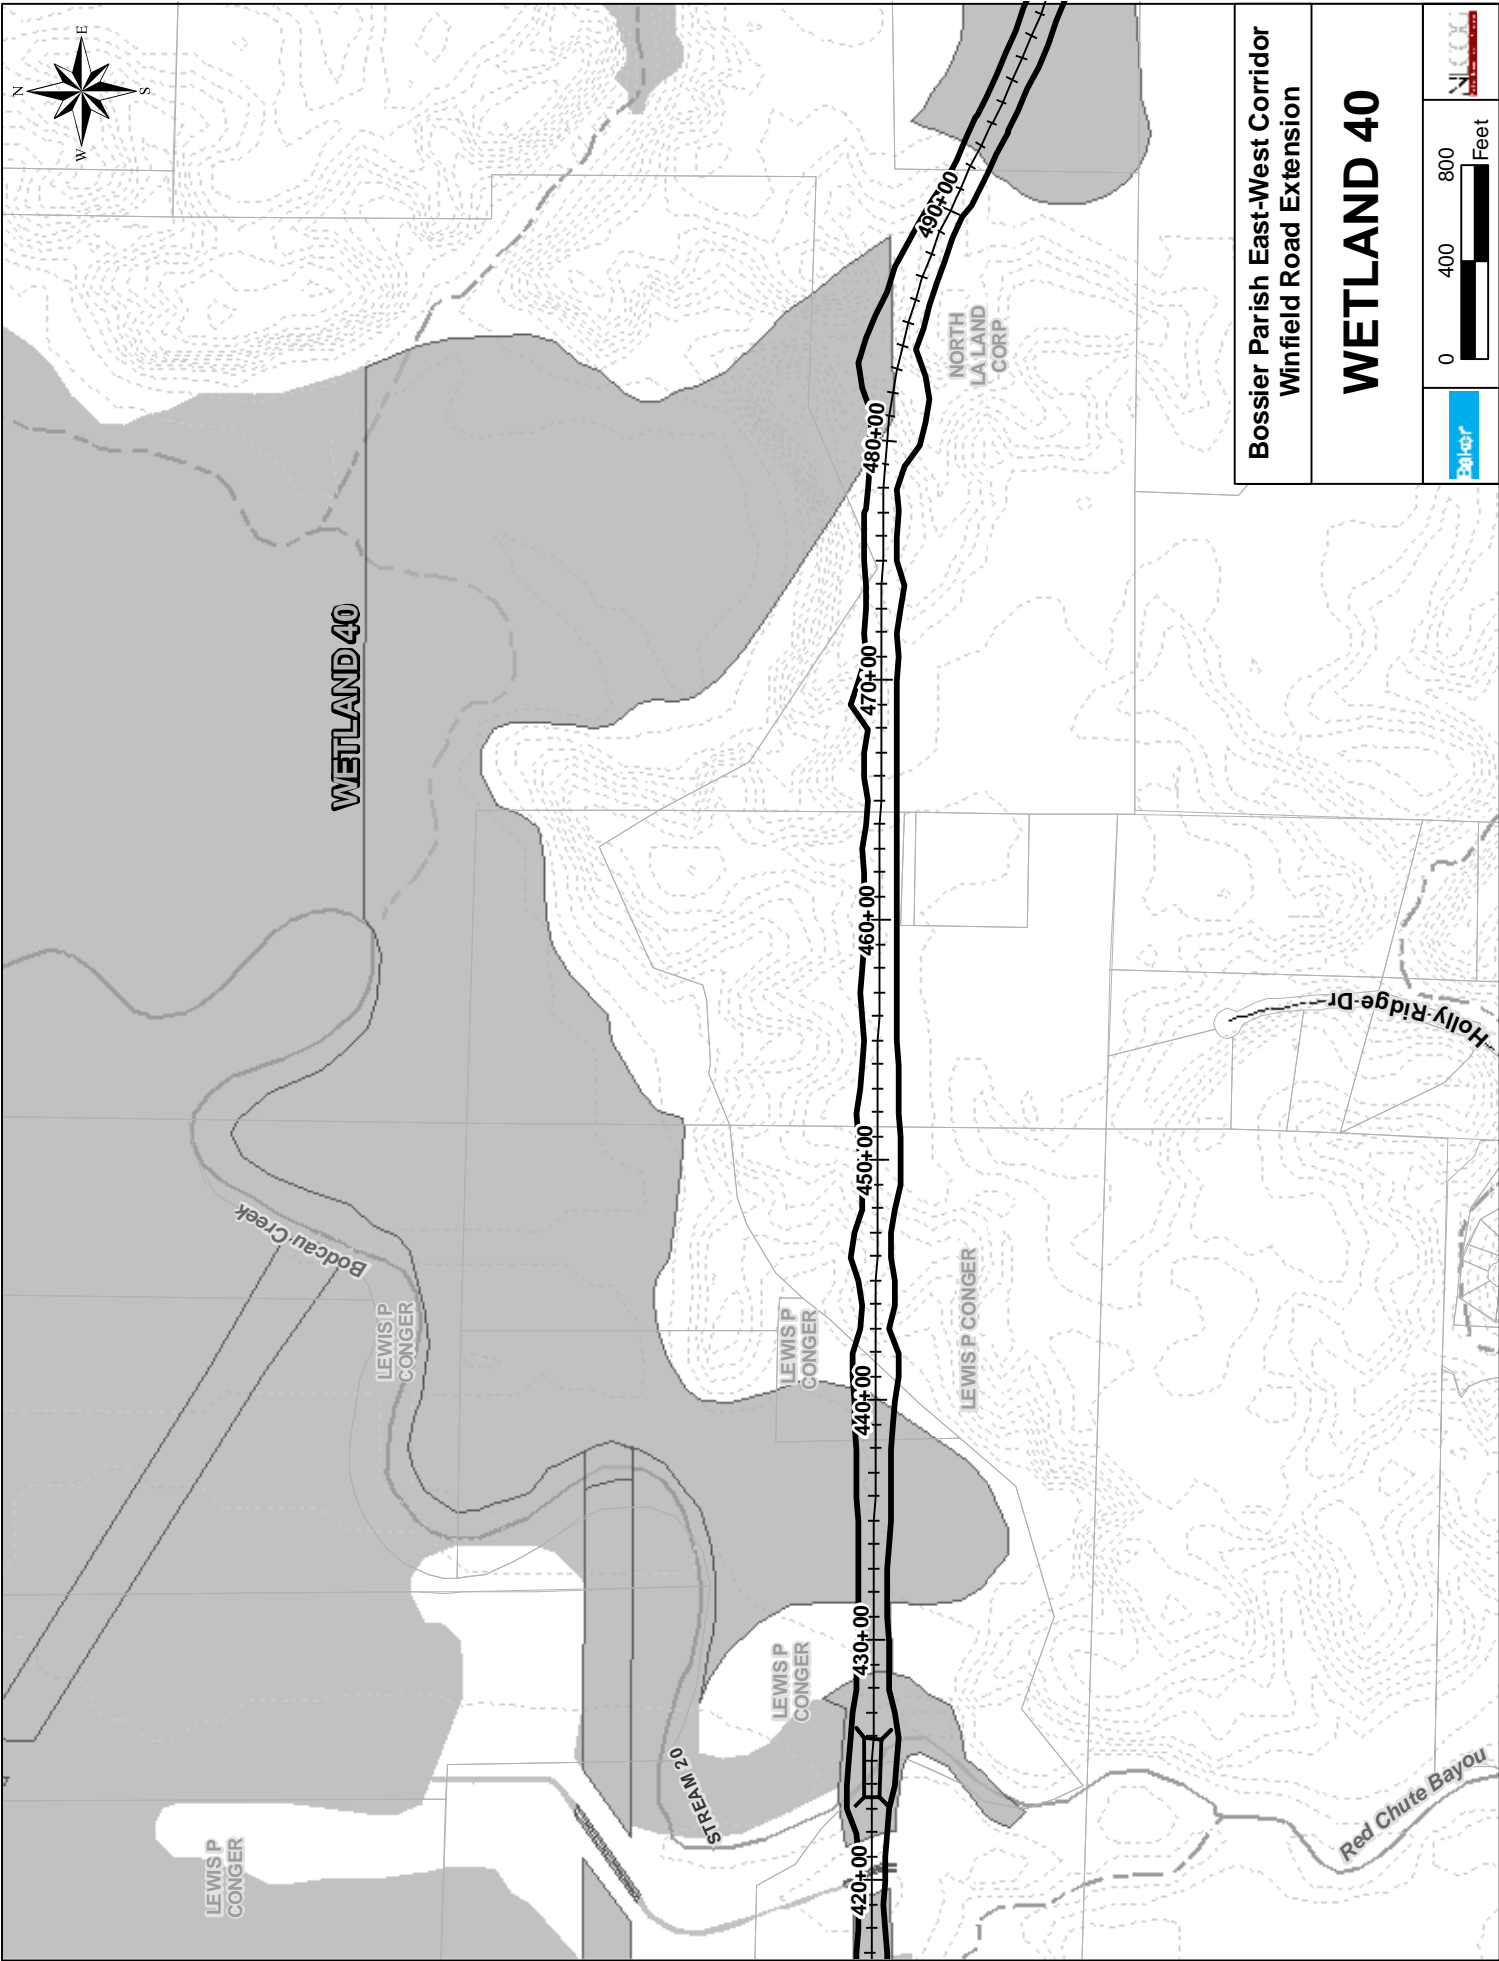 N
E
S
W
WETLAND 40
Bodcau Creek
LEWIS P
CONGER
LEWIS P
CONGER
LEWIS P
CONGER
LEWIS P
CONGER
LEWIS P CONGER
NORTH
LA LAND
CORP
STREAM 20
420+00
430+00
440+00
450+00
460+00
470+00
480+00
490+00
Holly Ridge Dr
Red Chute Bayou
Bossier Parish East-West Corridor
Winfield Road Extension
WETLAND 40
Baker
0 400 800
Feet